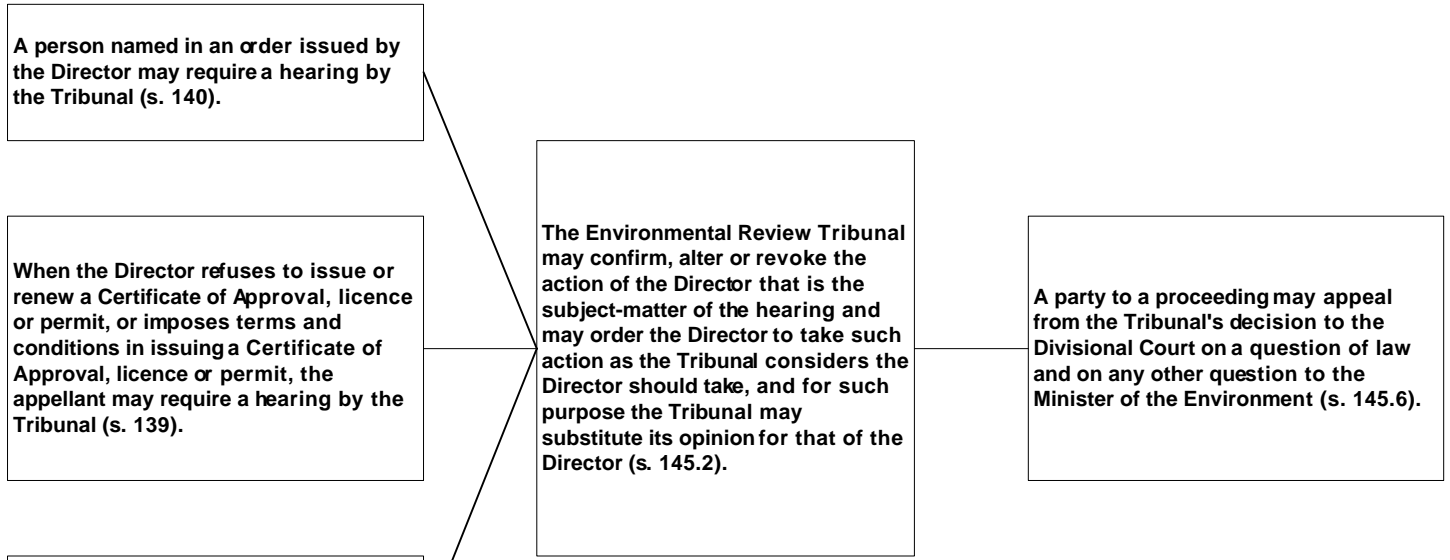 A person named in an order issued by
the Director may require a hearing by
the Tribunal (s. 140).
When the Director refuses to issue or
renew a Certificate of Approval, licence
or permit, or imposes terms and
conditions in issuing a Certificate of
Approval, licence or permit, the
appellant may require a hearing by the
Tribunal (s. 139).
The Environmental Review Tribunal
may confirm, alter or revoke the
action of the Director that is the
subject-matter of the hearing and
may order the Director to take such
action as the Tribunal considers the
Director should take, and for such
purpose the Tribunal may
substitute its opinion for that of the
Director (s. 145.2).
A party to a proceeding may appeal
from the Tribunal's decision to the
Divisional Court on a question of law
and on any other question to the
Minister of the Environment (s. 145.6).